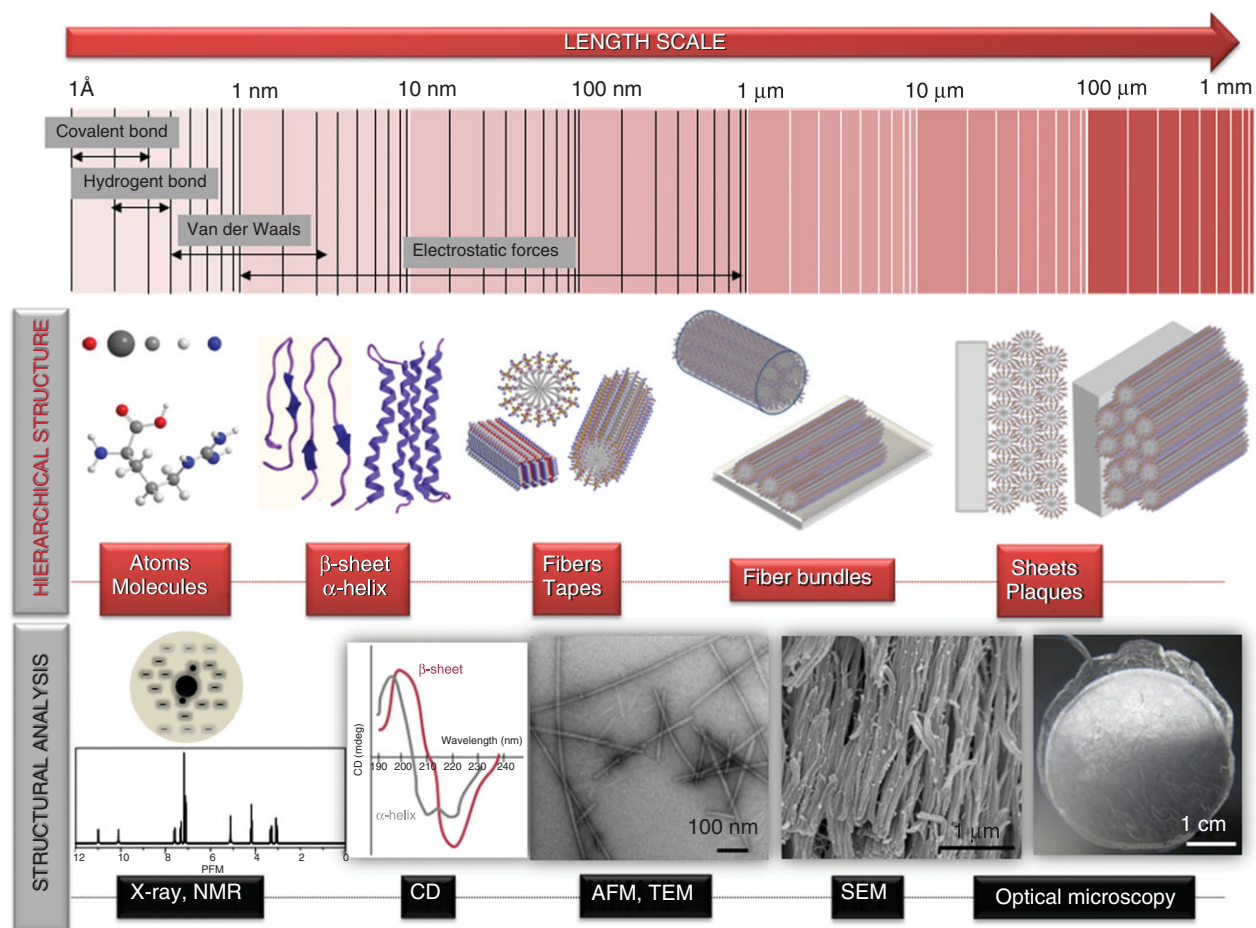 LENGTH SCALE
1Å 1 nm 10 nm 100 nm 1 μm 10 μm 100 μm 1 mm
Covalent bond
Hydrogent bond
Van der Waals
Electrostatic forces
HIERARCHICAL STRUCTURE
Atoms
Molecules
β-sheet
α-helix
Fibers
Tapes
Fiber bundles
Sheets
Plaques
STRUCTURAL ANALYSIS
12 10 8 6 4 2 0
PFM
CD (mdeg)
β-sheet
Wavelength (nm)
190 200 210 220 230 240
α-helix
100 nm
1 μm
1 cm
X-ray, NMR
CD
AFM, TEM
SEM
Optical microscopy